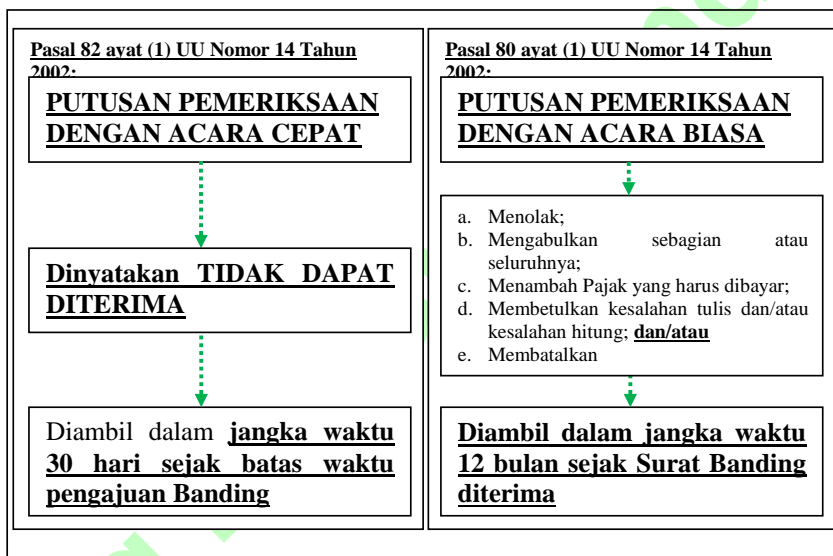 Pasal 82 ayat (1) UU Nomor 14 Tahun
2002:
PUTUSAN PEMERIKSAAN
DENGAN ACARA CEPAT
Dinyatakan TIDAK DAPAT
DITERIMA
Diambil dalam jangka waktu
30 hari sejak batas waktu
pengajuan Banding
Pasal 80 ayat (1) UU Nomor 14 Tahun
2002:
PUTUSAN PEMERIKSAAN
DENGAN ACARA BIASA
a. Menolak;
b. Mengabulkan sebagian atau
seluruhnya;
c. Menambah Pajak yang harus dibayar;
d. Membetulkan kesalahan tulis dan/atau
kesalahan hitung; dan/atau
e. Membatalkan
Diambil dalam jangka waktu
12 bulan sejak Surat Banding
diterima